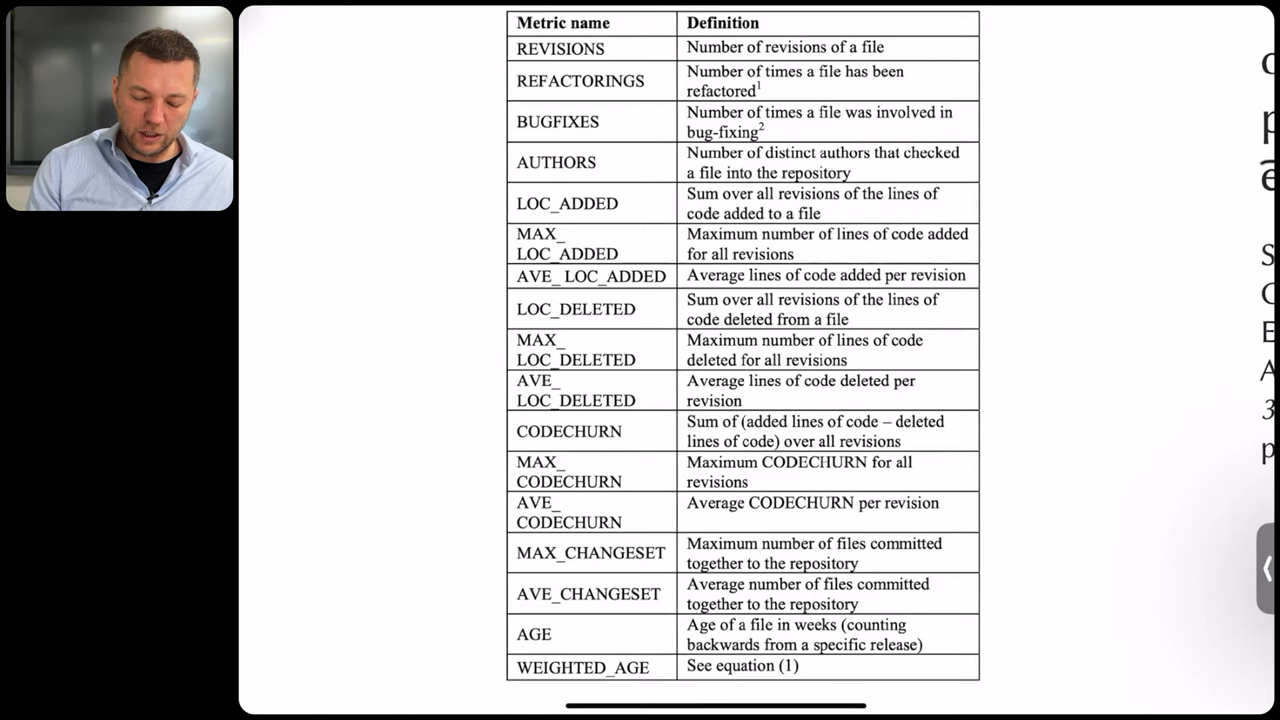 Metric name Definition
REVISIONS Number of revisions of a file
REFACTORINGS Number of times a file has been
refactored1
BUGFIXES Number of times a file was involved in
bug-fixing2
AUTHORS Number of distinct authors that checked
a file into the repository
LOC_ADDED Sum over all revisions of the lines of
code added to a file
MAX_
LOC_ADDED Maximum number of lines of code added
for all revisions
AVE_ LOC_ADDED Average lines of code added per revision
LOC_DELETED Sum over all revisions of the lines of
code deleted from a file
MAX_
LOC_DELETED Maximum number of lines of code
deleted for all revisions
AVE_
LOC_DELETED Average lines of code deleted per
revision
CODECHURN Sum of (added lines of code – deleted
lines of code) over all revisions
MAX_
CODECHURN Maximum CODECHURN for all
revisions
AVE_
CODECHURN Average CODECHURN per revision
MAX_CHANGESET Maximum number of files committed
together to the repository
AVE_CHANGESET Average number of files committed
together to the repository
AGE Age of a file in weeks (counting
backwards from a specific release)
WEIGHTED_AGE See equation (1)